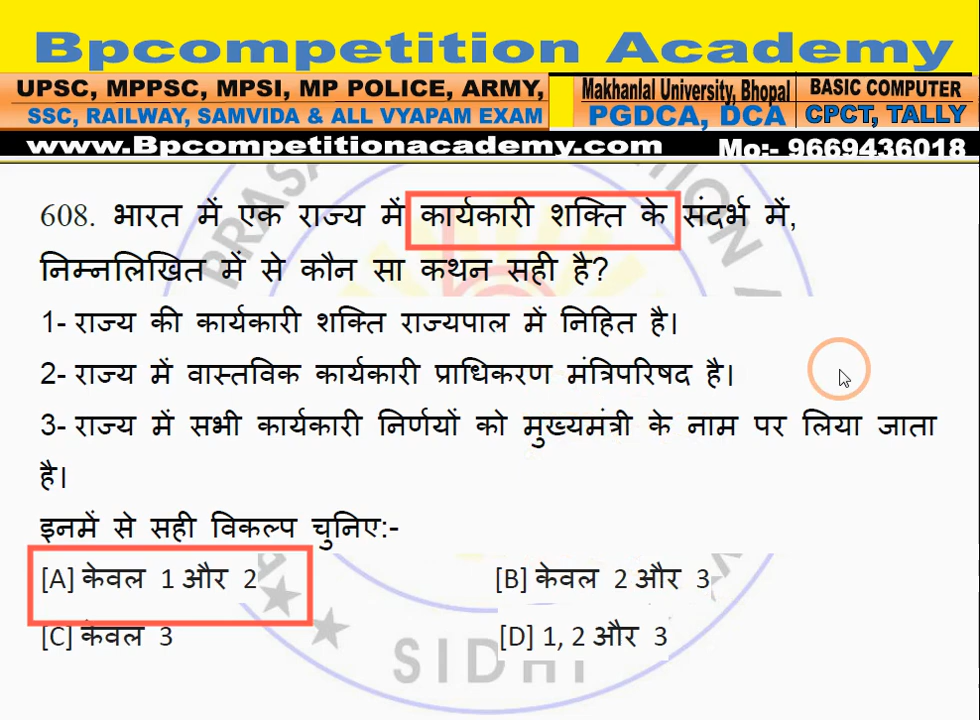 Bpcompetition Academy
UPSC, MPPSC, MPSI, MP POLICE, ARMY,
SSC, RAILWAY, SAMVIDA & ALL VYAPAM EXAM
Makhanlal University, Bhopal
PGDCA, DCA
BASIC COMPUTER
CPCT, TALLY
www.Bpcompetitionacademy.com
Mo:- 9669436018
608. भारत में एक राज्य में कार्यकारी शक्ति के संदर्भ में,
निम्नलिखित में से कौन सा कथन सही है?
1- राज्य की कार्यकारी शक्ति राज्यपाल में निहित है।
2- राज्य में वास्तविक कार्यकारी प्राधिकरण मंत्रिपरिषद है।
3- राज्य में सभी कार्यकारी निर्णयों को मुख्यमंत्री के नाम पर लिया जाता
है।
इनमें से सही विकल्प चुनिए:-
[A] केवल 1 और 2
[B] केवल 2 और 3
[C] केवल 3
[D] 1, 2 और 3
SIDHI